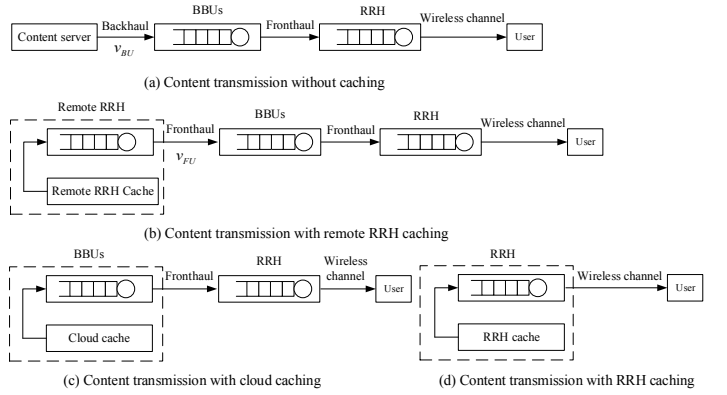 BBUs RRH
Content server Backhaul Fronthaul Wireless channel User
v_BU
(a) Content transmission without caching
Remote RRH
BBUs RRH
Fronthaul Fronthaul Wireless channel User
v_FU
Remote RRH Cache
(b) Content transmission with remote RRH caching
BBUs RRH
Fronthaul Wireless channel User
Cloud cache
(c) Content transmission with cloud caching
RRH
Wireless channel User
RRH cache
(d) Content transmission with RRH caching